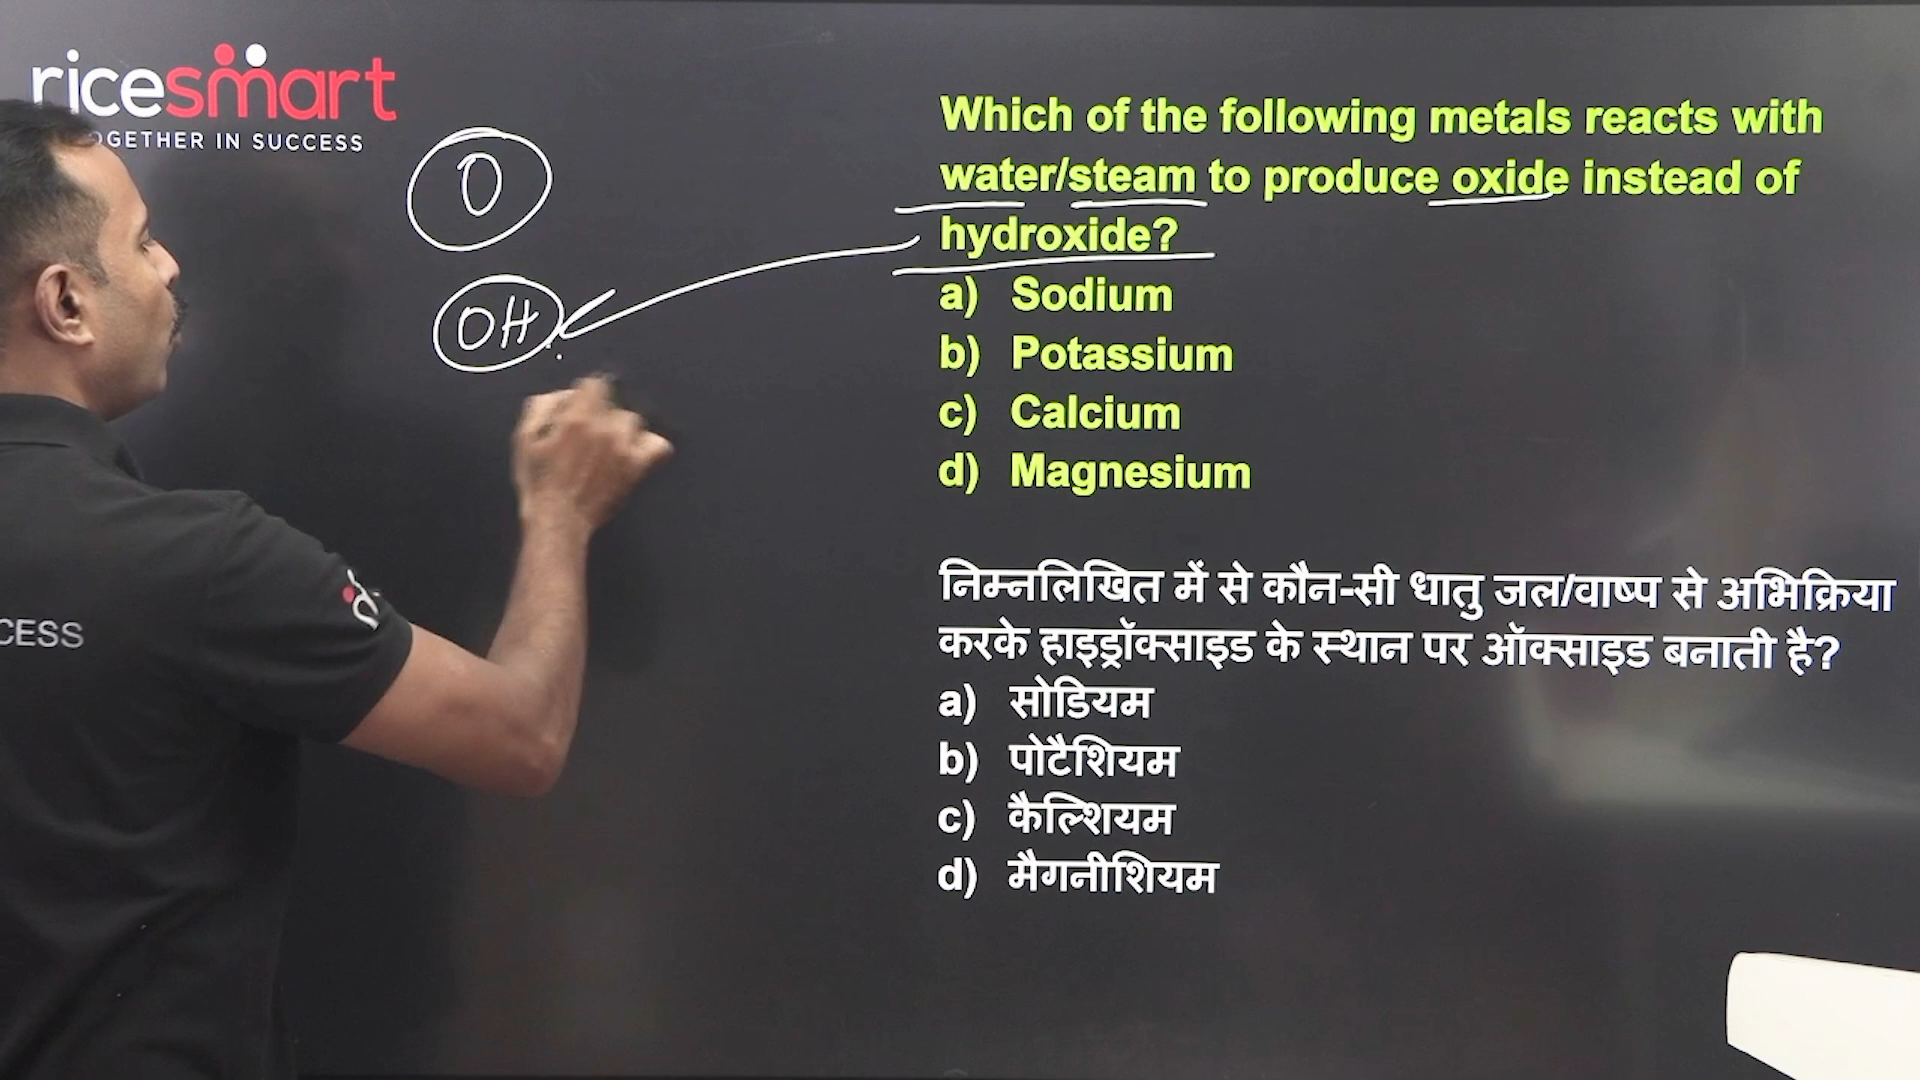 ricesmart
OGETHER IN SUCCESS
O
OH
Which of the following metals reacts with
water/steam to produce oxide instead of
hydroxide?
a) Sodium
b) Potassium
c) Calcium
d) Magnesium
निम्नलिखित में से कौन-सी धातु जल/वाष्प से अभिक्रिया
करके हाइड्रॉक्साइड के स्थान पर ऑक्साइड बनाती है?
a) सोडियम
b) पोटैशियम
c) कैल्शियम
d) मैगनीशियम
CESS